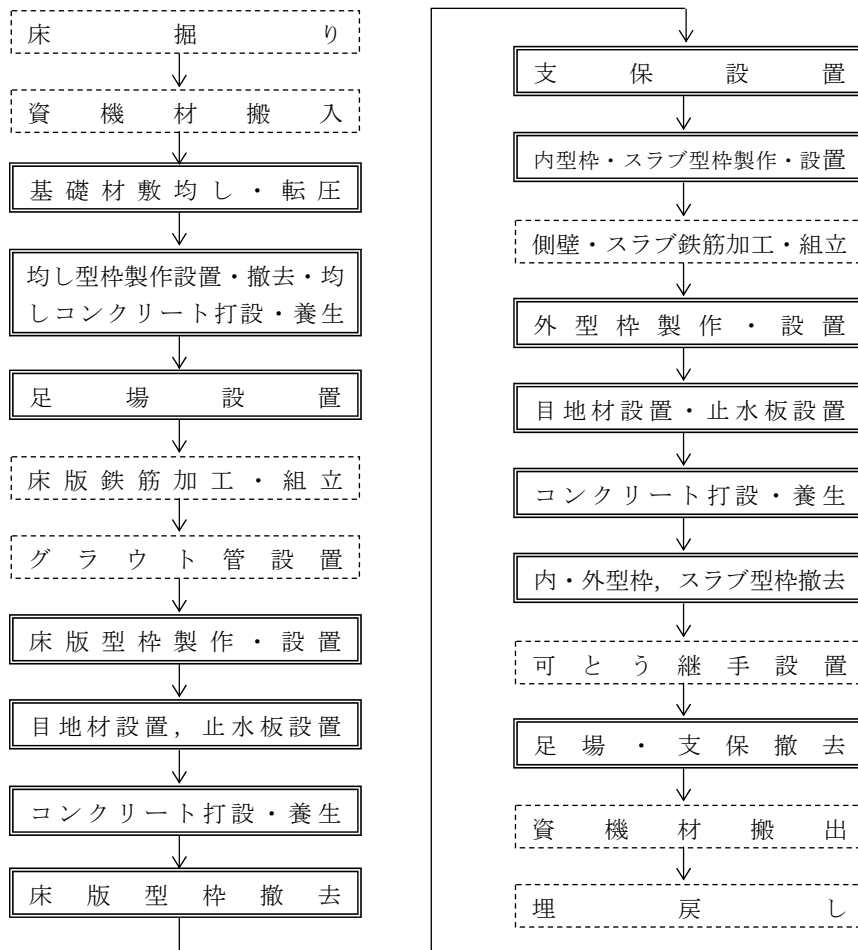 床掘り
資機材搬入
基礎材敷均し・転圧
均し型枠製作設置・撤去・均
しコンクリート打設・養生
足場設置
床版鉄筋加工・組立
グラウト管設置
床版型枠製作・設置
目地材設置，止水板設置
コンクリート打設・養生
床版型枠撤去
支保設置
内型枠・スラブ型枠製作・設置
側壁・スラブ鉄筋加工・組立
外型枠製作・設置
目地材設置・止水板設置
コンクリート打設・養生
内・外型枠，スラブ型枠撤去
可とう継手設置
足場・支保撤去
資機材搬出
埋戻し